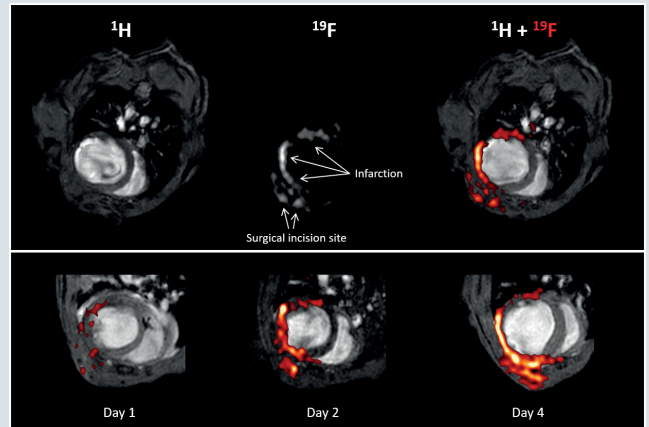 ¹H
¹⁹F
¹H + ¹⁹F
Infarction
Surgical incision site
Day 1
Day 2
Day 4